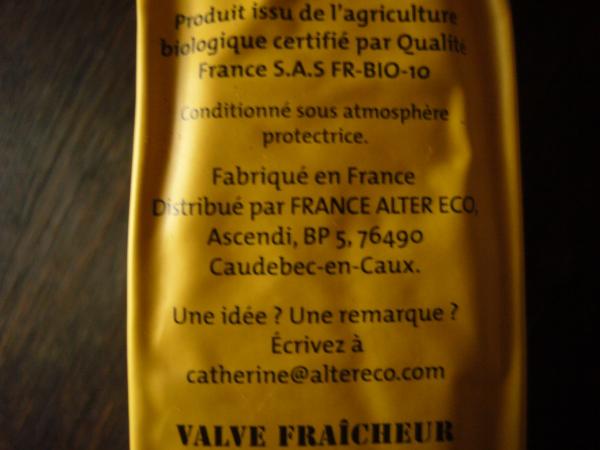 Produit issu de l'agriculture
biologique certifié par Qualité
France S.A.S FR-BIO-10
Conditionné sous atmosphère
protectrice.
Fabriqué en France
Distribué par FRANCE ALTER ECO,
Ascendi, BP 5, 76490
Caudebec-en-Caux.
Une idée ? Une remarque ?
Écrivez à
catherine@altereco.com
VALVE FRAÎCHEUR